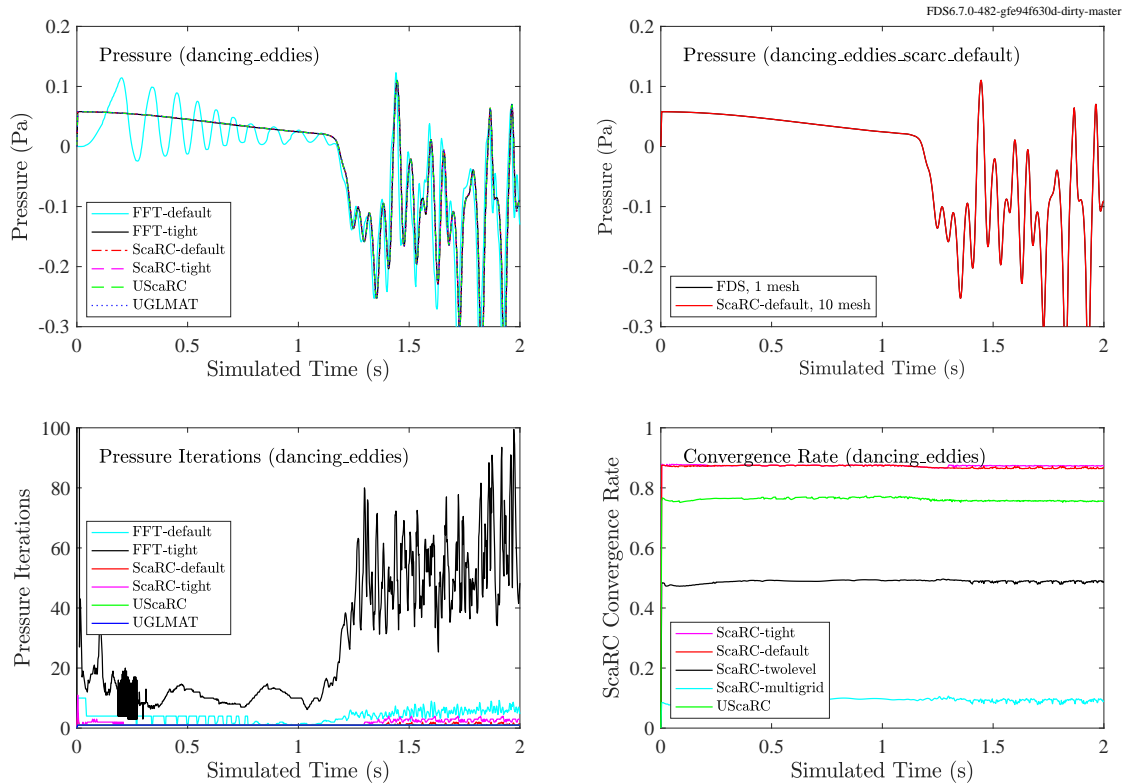 FDS6.7.0-482-gfe94f630d-dirty-master
Pressure (dancing_eddies)
0.2
0.1
0
-0.1
-0.2
-0.3
Pressure (Pa)
FFT-default
FFT-tight
ScaRC-default
ScaRC-tight
UScaRC
UGLMAT
0 0.5 1 1.5 2
Simulated Time (s)
Pressure (dancing_eddies_scarc_default)
0.2
0.1
0
-0.1
-0.2
-0.3
Pressure (Pa)
FDS, 1 mesh
ScaRC-default, 10 mesh
0 0.5 1 1.5 2
Simulated Time (s)
Pressure Iterations (dancing_eddies)
100
80
60
40
20
0
Pressure Iterations
FFT-default
FFT-tight
ScaRC-default
ScaRC-tight
UScaRC
UGLMAT
0 0.5 1 1.5 2
Simulated Time (s)
Convergence Rate (dancing_eddies)
1
0.8
0.6
0.4
0.2
0
ScaRC Convergence Rate
ScaRC-tight
ScaRC-default
ScaRC-twolevel
ScaRC-multigrid
UScaRC
0 0.5 1 1.5 2
Simulated Time (s)